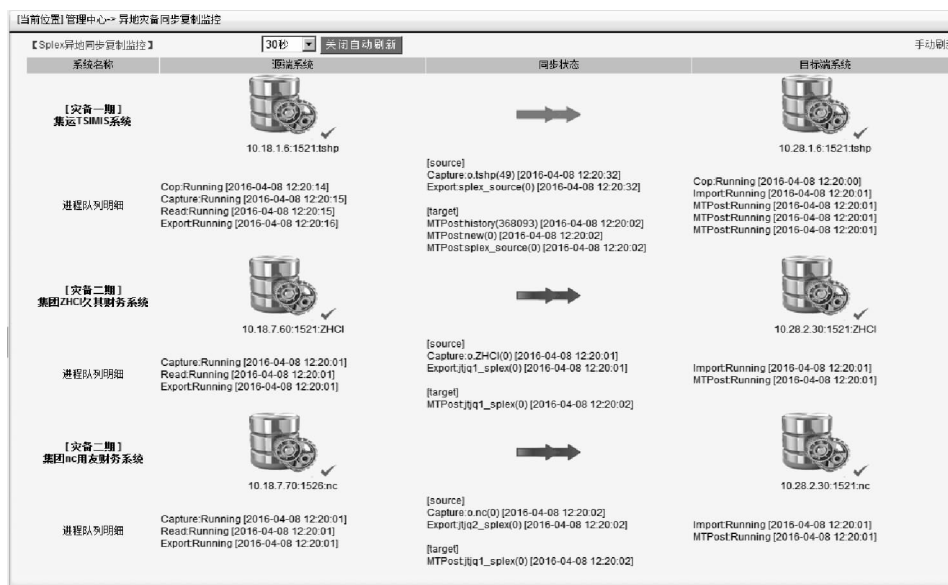 [当前位置]管理中心-> 异地灾备同步复制监控
【Splex异地同步复制监控】
30秒
关闭自动刷新
手动刷
系统名称
源端系统
同步状态
目标端系统
[灾备一期]
集运TSIMIS系统
10.18.1.6:1521:tshp
10.28.1.6:1521:tshp
进程队列明细
Cop:Running [2016-04-08 12:20:14]
Capture:Running [2016-04-08 12:20:15]
Read:Running [2016-04-08 12:20:15]
Export:Running [2016-04-08 12:20:16]
[source]
Capture:o.tshp(49) [2016-04-08 12:20:32]
Export:splex_source(0) [2016-04-08 12:20:32]
[target]
MTPost:history(368093) [2016-04-08 12:20:02]
MTPost:new(0) [2016-04-08 12:20:02]
MTPost:splex_source(0) [2016-04-08 12:20:02]
Cop:Running [2016-04-08 12:20:00]
Import:Running [2016-04-08 12:20:01]
MTPost:Running [2016-04-08 12:20:01]
MTPost:Running [2016-04-08 12:20:01]
MTPost:Running [2016-04-08 12:20:01]
[灾备二期]
集团ZHCI久其财务系统
10.18.7.60:1521:ZHCI
10.28.2.30:1521:ZHCI
进程队列明细
Capture:Running [2016-04-08 12:20:01]
Read:Running [2016-04-08 12:20:01]
Export:Running [2016-04-08 12:20:01]
[source]
Capture:o.ZHCI(0) [2016-04-08 12:20:01]
Export:jtjq1_splex(0) [2016-04-08 12:20:01]
[target]
MTPost:jtjq1_splex(0) [2016-04-08 12:20:02]
Import:Running [2016-04-08 12:20:01]
MTPost:Running [2016-04-08 12:20:01]
[灾备二期]
集团nc用友财务系统
10.18.7.70:1526:nc
10.28.2.30:1521:nc
进程队列明细
Capture:Running [2016-04-08 12:20:01]
Read:Running [2016-04-08 12:20:01]
Export:Running [2016-04-08 12:20:01]
[source]
Capture:o.nc(0) [2016-04-08 12:20:02]
Export:jtjq2_splex(0) [2016-04-08 12:20:02]
[target]
MTPost:jtjq1_splex(0) [2016-04-08 12:20:02]
Import:Running [2016-04-08 12:20:01]
MTPost:Running [2016-04-08 12:20:01]